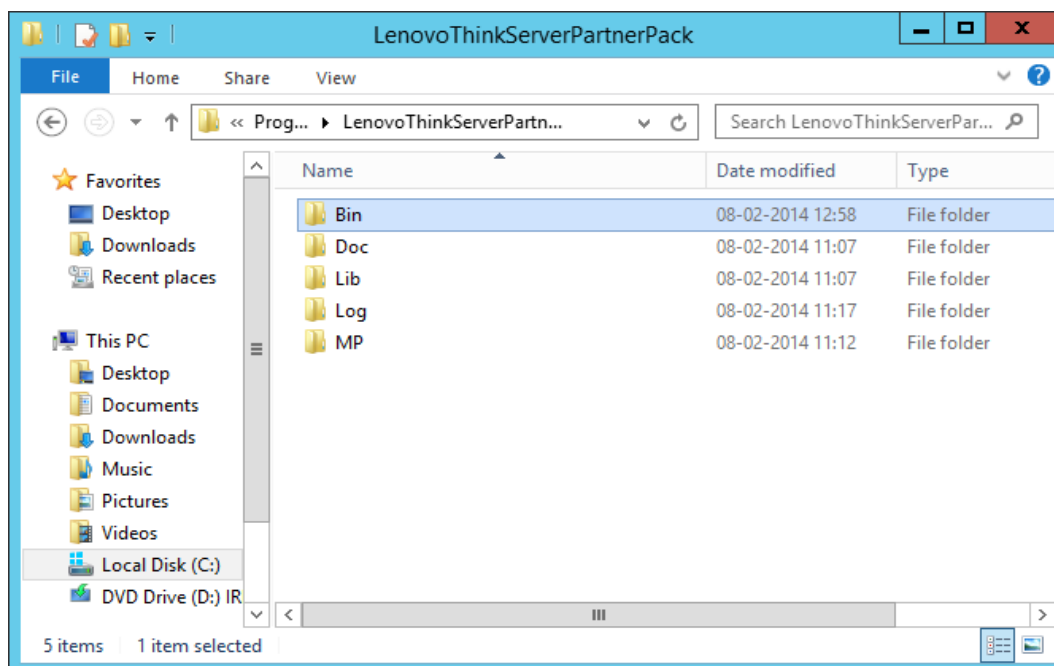 LenovoThinkServerPartnerPack
File Home Share View
« Prog... LenovoThinkServerPartn... Search LenovoThinkServerPar...
Name Date modified Type
Favorites
Desktop
Downloads
Recent places
This PC
Desktop
Documents
Downloads
Music
Pictures
Videos
Local Disk (C:)
DVD Drive (D:) IR
Bin 08-02-2014 12:58 File folder
Doc 08-02-2014 11:07 File folder
Lib 08-02-2014 11:07 File folder
Log 08-02-2014 11:17 File folder
MP 08-02-2014 11:12 File folder
5 items 1 item selected